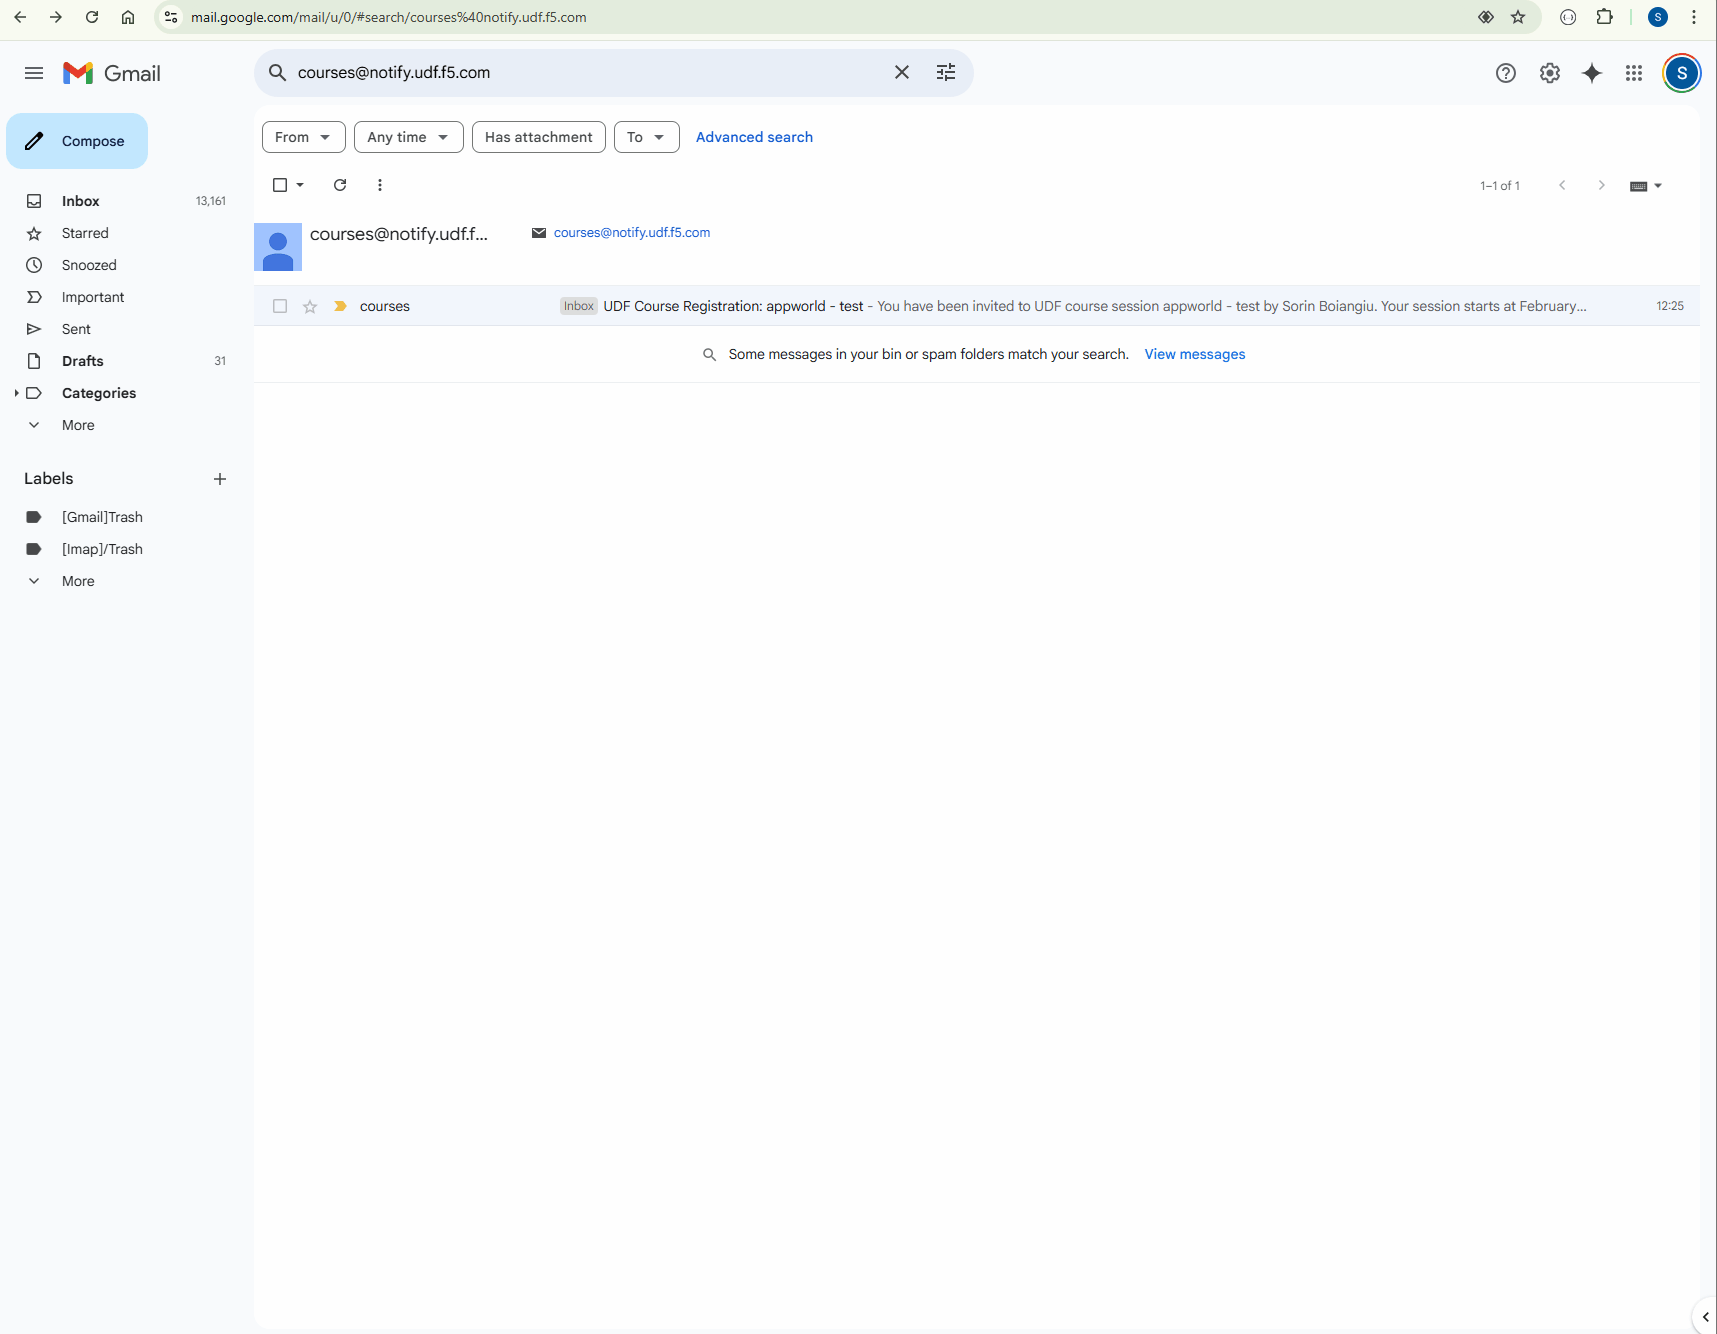 mail.google.com/mail/u/0/#search/courses%40notify.udf.f5.com
S
Gmail
courses@notify.udf.f5.com
S
Compose
Inbox 13,161
Starred
Snoozed
Important
Sent
Drafts 31
Categories
More
Labels
[Gmail]Trash
[Imap]/Trash
More
From Any time Has attachment To Advanced search
1–1 of 1
courses@notify.udf.f... courses@notify.udf.f5.com
courses Inbox UDF Course Registration: appworld - test - You have been invited to UDF course session appworld - test by Sorin Boiangiu. Your session starts at February... 12:25
Some messages in your bin or spam folders match your search. View messages